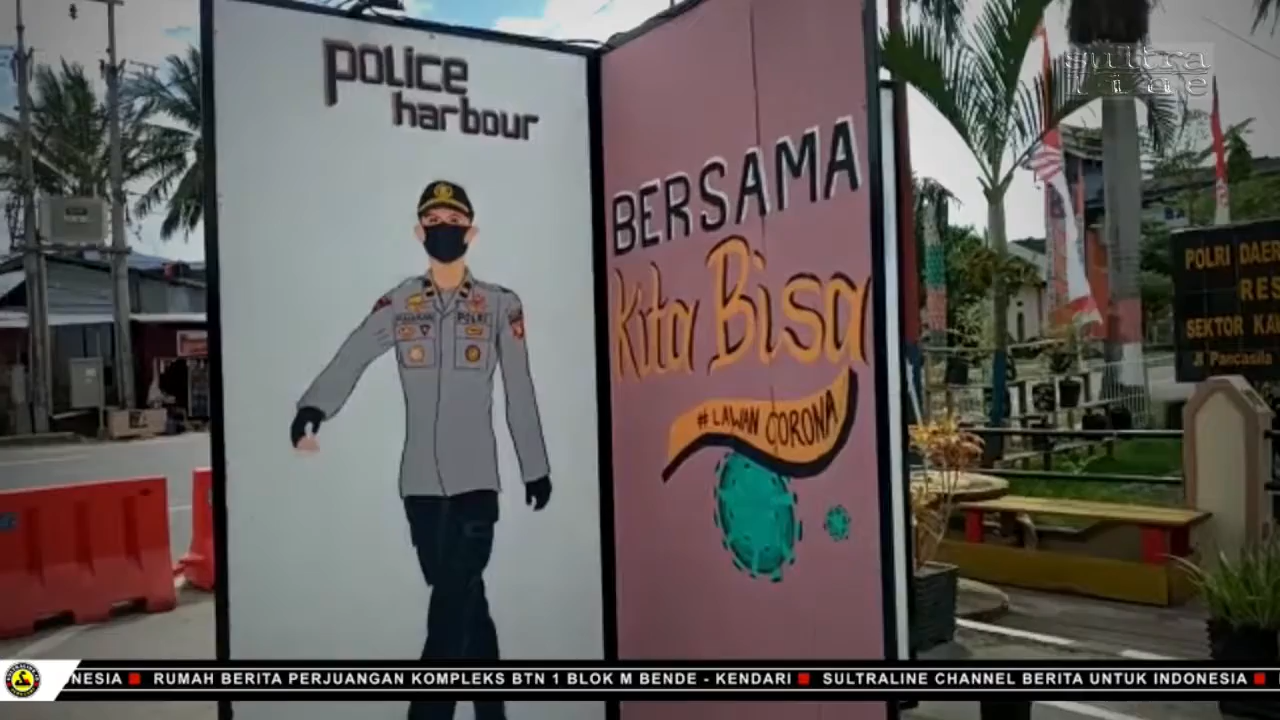 police
harbour
BERSAMA
Kita Bisa
#LAWAN CORONA
POLRI
sultra
line
POLRI DAER
RES
SEKTOR KA
Jl Pancasila
NESIA ■ RUMAH BERITA PERJUANGAN KOMPLEKS BTN 1 BLOK M BENDE - KENDARI ■ SULTRALINE CHANNEL BERITA UNTUK INDONESIA ■